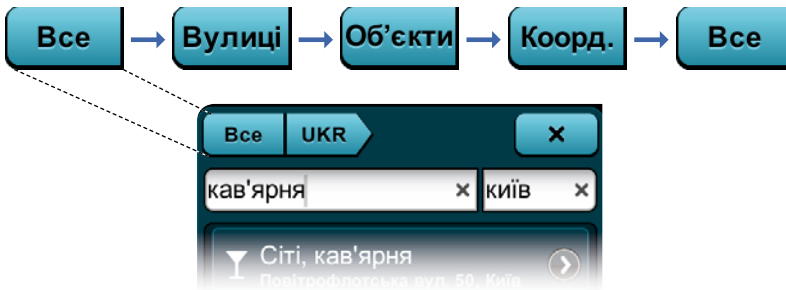 Все Вулиці Об’єкти Коорд. Все
Все UKR
кав'ярня київ
Сіті, кав'ярня
Повітрофлотська вул. 50, Київ